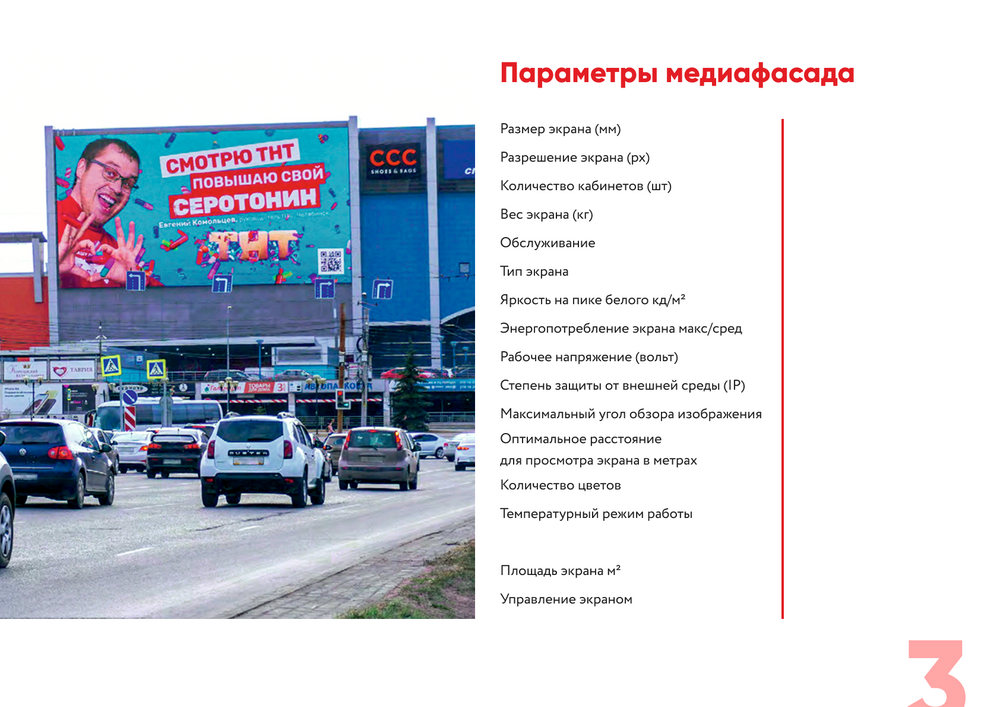 Параметры медиафасада
СМОТРЮ ТНТ
ПОВЫШАЮ СВОЙ
СЕРОТОНИН
Евгений Комольцев,
ТНТ
CCC
SHOES & BAGS
ТАВРИЯ
ТОВАРЫ
DUSTER
Размер экрана (мм)
Разрешение экрана (px)
Количество кабинетов (шт)
Вес экрана (кг)
Обслуживание
Тип экрана
Яркость на пике белого кд/м²
Энергопотребление экрана макс/сред
Рабочее напряжение (вольт)
Степень защиты от внешней среды (IP)
Максимальный угол обзора изображения
Оптимальное расстояние
для просмотра экрана в метрах
Количество цветов
Температурный режим работы
Площадь экрана м²
Управление экраном
3